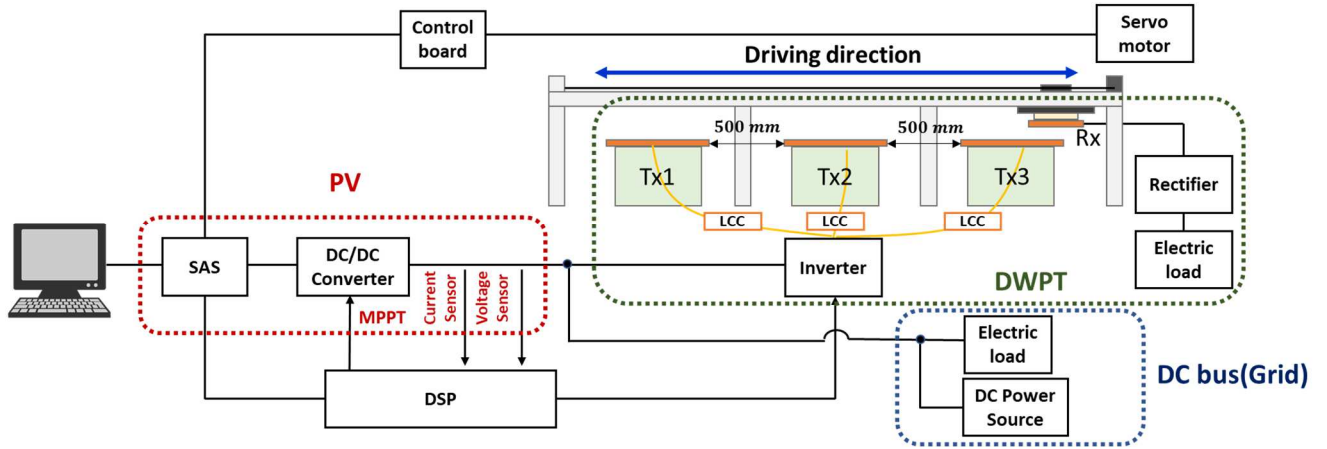 Control
board
Servo
motor
Driving direction
500 mm
500 mm
Rx
Tx1
Tx2
Tx3
PV
Rectifier
LCC
LCC
LCC
SAS
DC/DC
Converter
Inverter
Electric
load
Current
Sensor
Voltage
Sensor
MPPT
DWPT
Electric
load
DC bus(Grid)
DSP
DC Power
Source